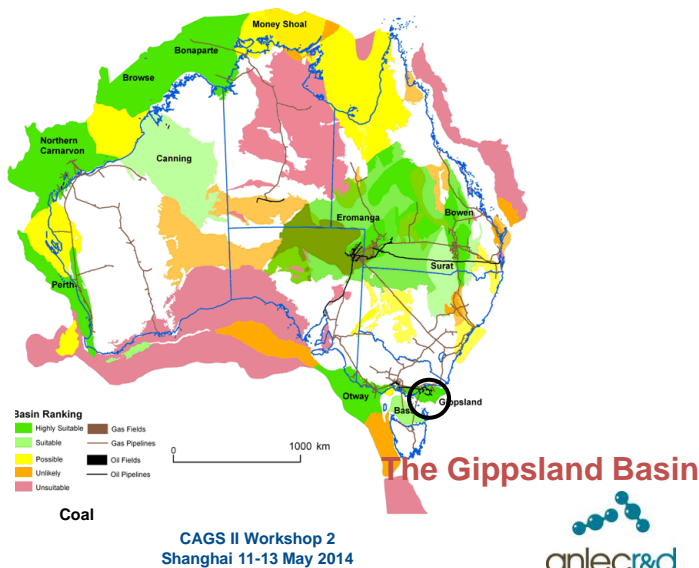 Money Shoal
Bonaparte
Browse
Northern
Carnarvon
Canning
Eromanga
Bowen
Surat
Perth
Otway
Gippsland
Bas
Basin Ranking
Highly Suitable
Gas Fields
Suitable
Gas Pipelines
Possible
Oil Fields
Unlikely
Oil Pipelines
Unsuitable
0
1000 km
The Gippsland Basin
Coal
CAGS II Workshop 2
Shanghai 11-13 May 2014
anlecr&d